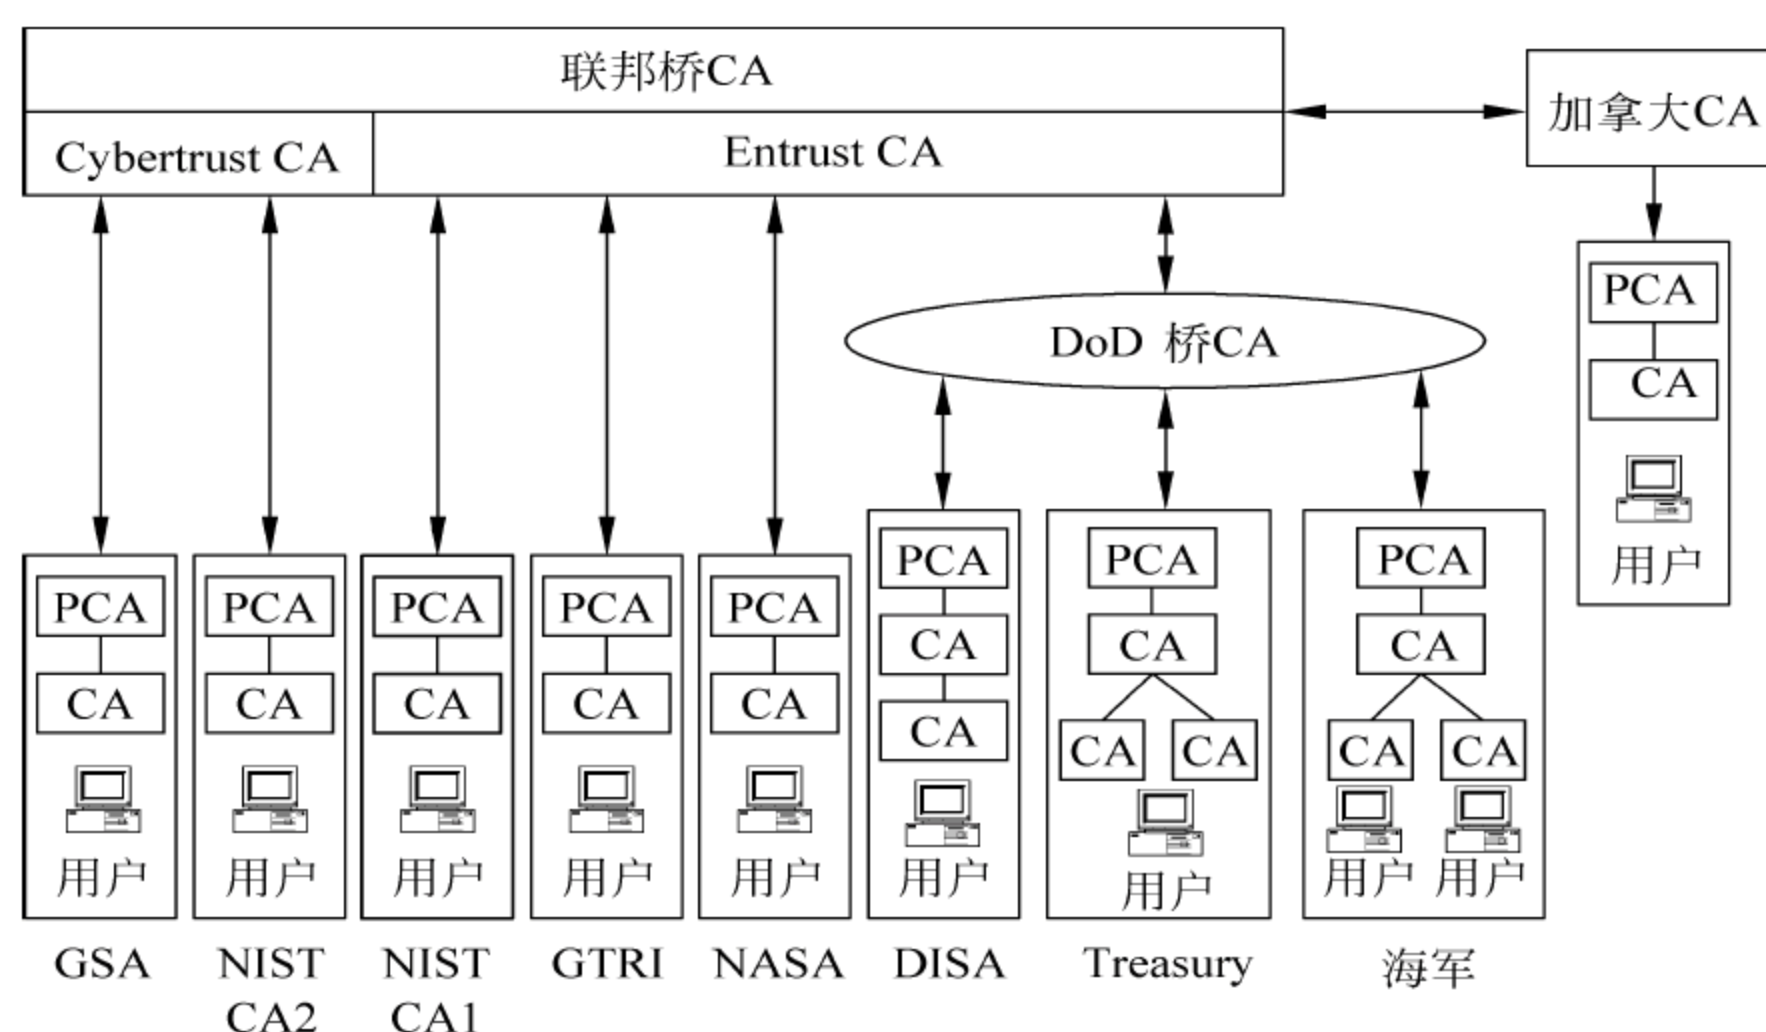 联邦桥CA
Cybertrust CA
Entrust CA
加拿大CA
DoD 桥CA
PCA
CA
用户
PCA
CA
用户
GSA
PCA
CA
用户
NIST
CA2
PCA
CA
用户
NIST
CA1
PCA
CA
用户
GTRI
PCA
CA
用户
NASA
PCA
CA
CA
用户
DISA
PCA
CA
CA CA
用户
Treasury
PCA
CA
CA CA
用户 用户
海军